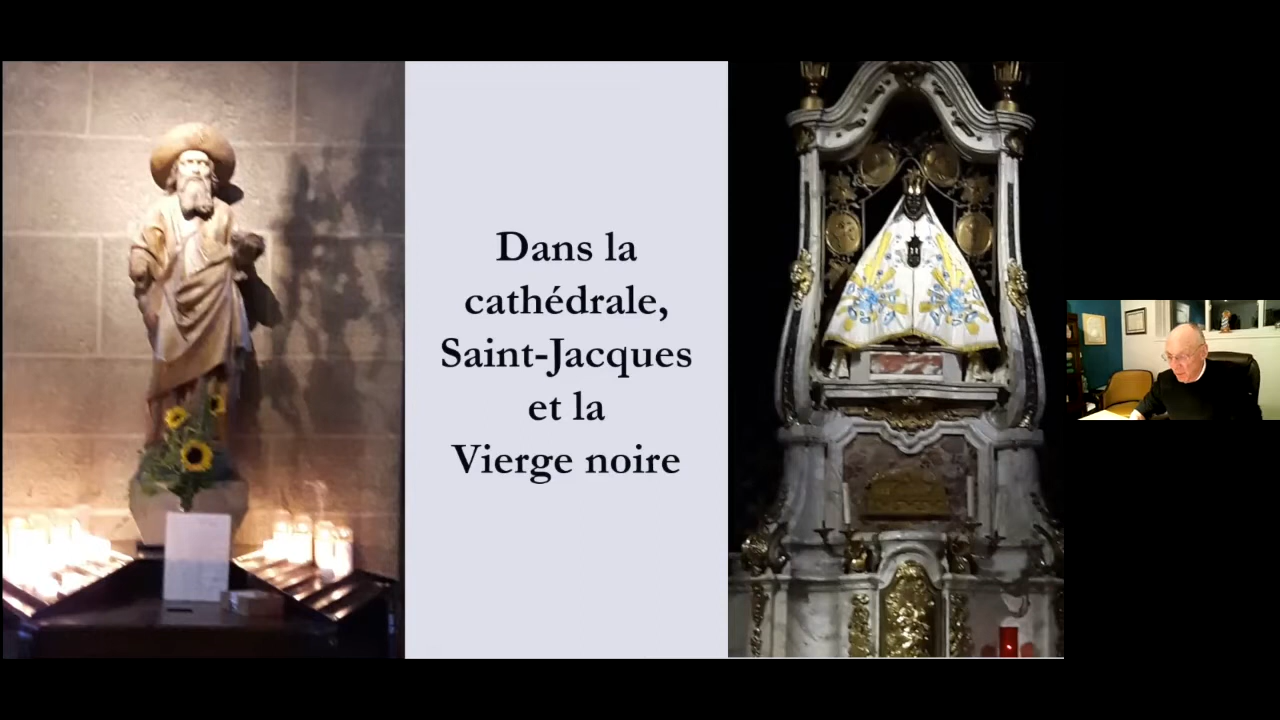 Dans la
cathédrale,
Saint-Jacques
et la
Vierge noire